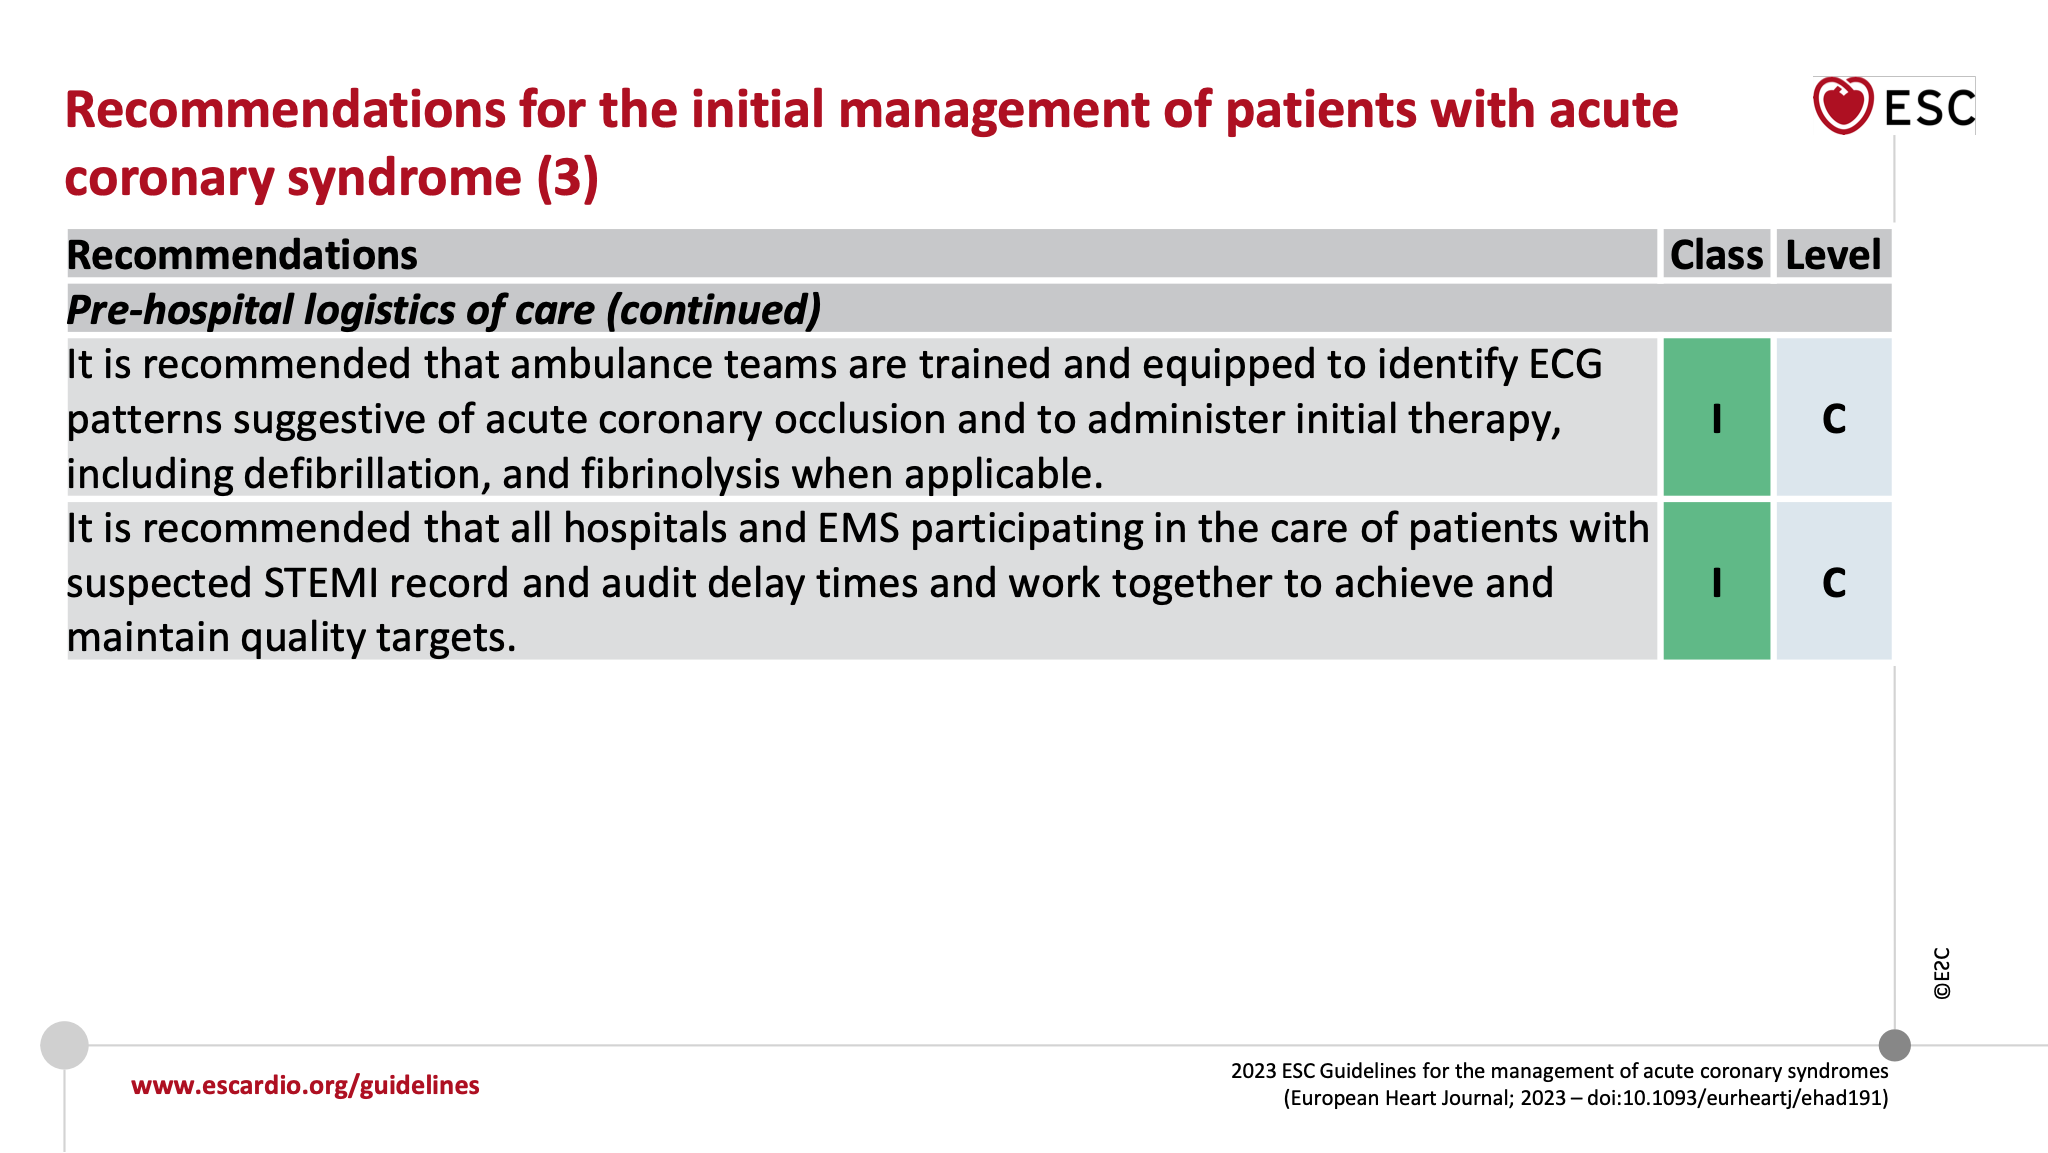 Recommendations for the initial management of patients with acute
coronary syndrome (3)
ESC
Recommendations Class Level
Pre-hospital logistics of care (continued)
It is recommended that ambulance teams are trained and equipped to identify ECG
patterns suggestive of acute coronary occlusion and to administer initial therapy,
including defibrillation, and fibrinolysis when applicable.
I C
It is recommended that all hospitals and EMS participating in the care of patients with
suspected STEMI record and audit delay times and work together to achieve and
maintain quality targets.
I C
©ESC
www.escardio.org/guidelines
2023 ESC Guidelines for the management of acute coronary syndromes
(European Heart Journal; 2023 – doi:10.1093/eurheartj/ehad191)